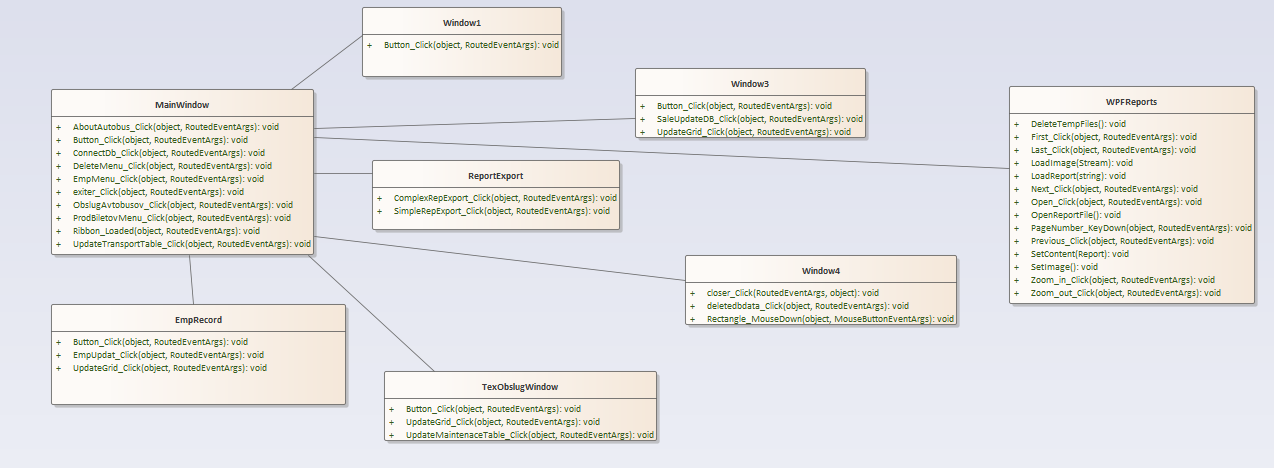 Window1
+ Button_Click(object, RoutedEventArgs): void
Window3
+ Button_Click(object, RoutedEventArgs): void
+ SaleUpdateDB_Click(object, RoutedEventArgs): void
+ UpdateGrid_Click(object, RoutedEventArgs): void
WPFReports
+ DeleteTempFiles(): void
+ First_Click(object, RoutedEventArgs): void
+ Last_Click(object, RoutedEventArgs): void
+ LoadImage(Stream): void
+ LoadReport(string): void
+ Next_Click(object, RoutedEventArgs): void
+ Open_Click(object, RoutedEventArgs): void
+ OpenReportFile(): void
+ PageNumber_KeyDown(object, RoutedEventArgs): void
+ Previous_Click(object, RoutedEventArgs): void
+ SetContent(Report): void
+ SetImage(): void
+ Zoom_in_Click(object, RoutedEventArgs): void
+ Zoom_out_Click(object, RoutedEventArgs): void
MainWindow
+ AboutAutobus_Click(object, RoutedEventArgs): void
+ Button_Click(object, RoutedEventArgs): void
+ ConnectDb_Click(object, RoutedEventArgs): void
+ DeleteMenu_Click(object, RoutedEventArgs): void
+ EmpMenu_Click(object, RoutedEventArgs): void
+ exiter_Click(object, RoutedEventArgs): void
+ ObslugAvtobusov_Click(object, RoutedEventArgs): void
+ ProdBiletovMenu_Click(object, RoutedEventArgs): void
+ Ribbon_Loaded(object, RoutedEventArgs): void
+ UpdateTransportTable_Click(object, RoutedEventArgs): void
ReportExport
+ ComplexRepExport_Click(object, RoutedEventArgs): void
+ SimpleRepExport_Click(object, RoutedEventArgs): void
Window4
+ closer_Click(RoutedEventArgs, object): void
+ deletedbdata_Click(object, RoutedEventArgs): void
+ Rectangle_MouseDown(object, MouseButtonEventArgs): void
EmpRecord
+ Button_Click(object, RoutedEventArgs): void
+ EmpUpdat_Click(object, RoutedEventArgs): void
+ UpdateGrid_Click(object, RoutedEventArgs): void
TexObslugWindow
+ Button_Click(object, RoutedEventArgs): void
+ UpdateGrid_Click(object, RoutedEventArgs): void
+ UpdateMaintenaceTable_Click(object, RoutedEventArgs): void